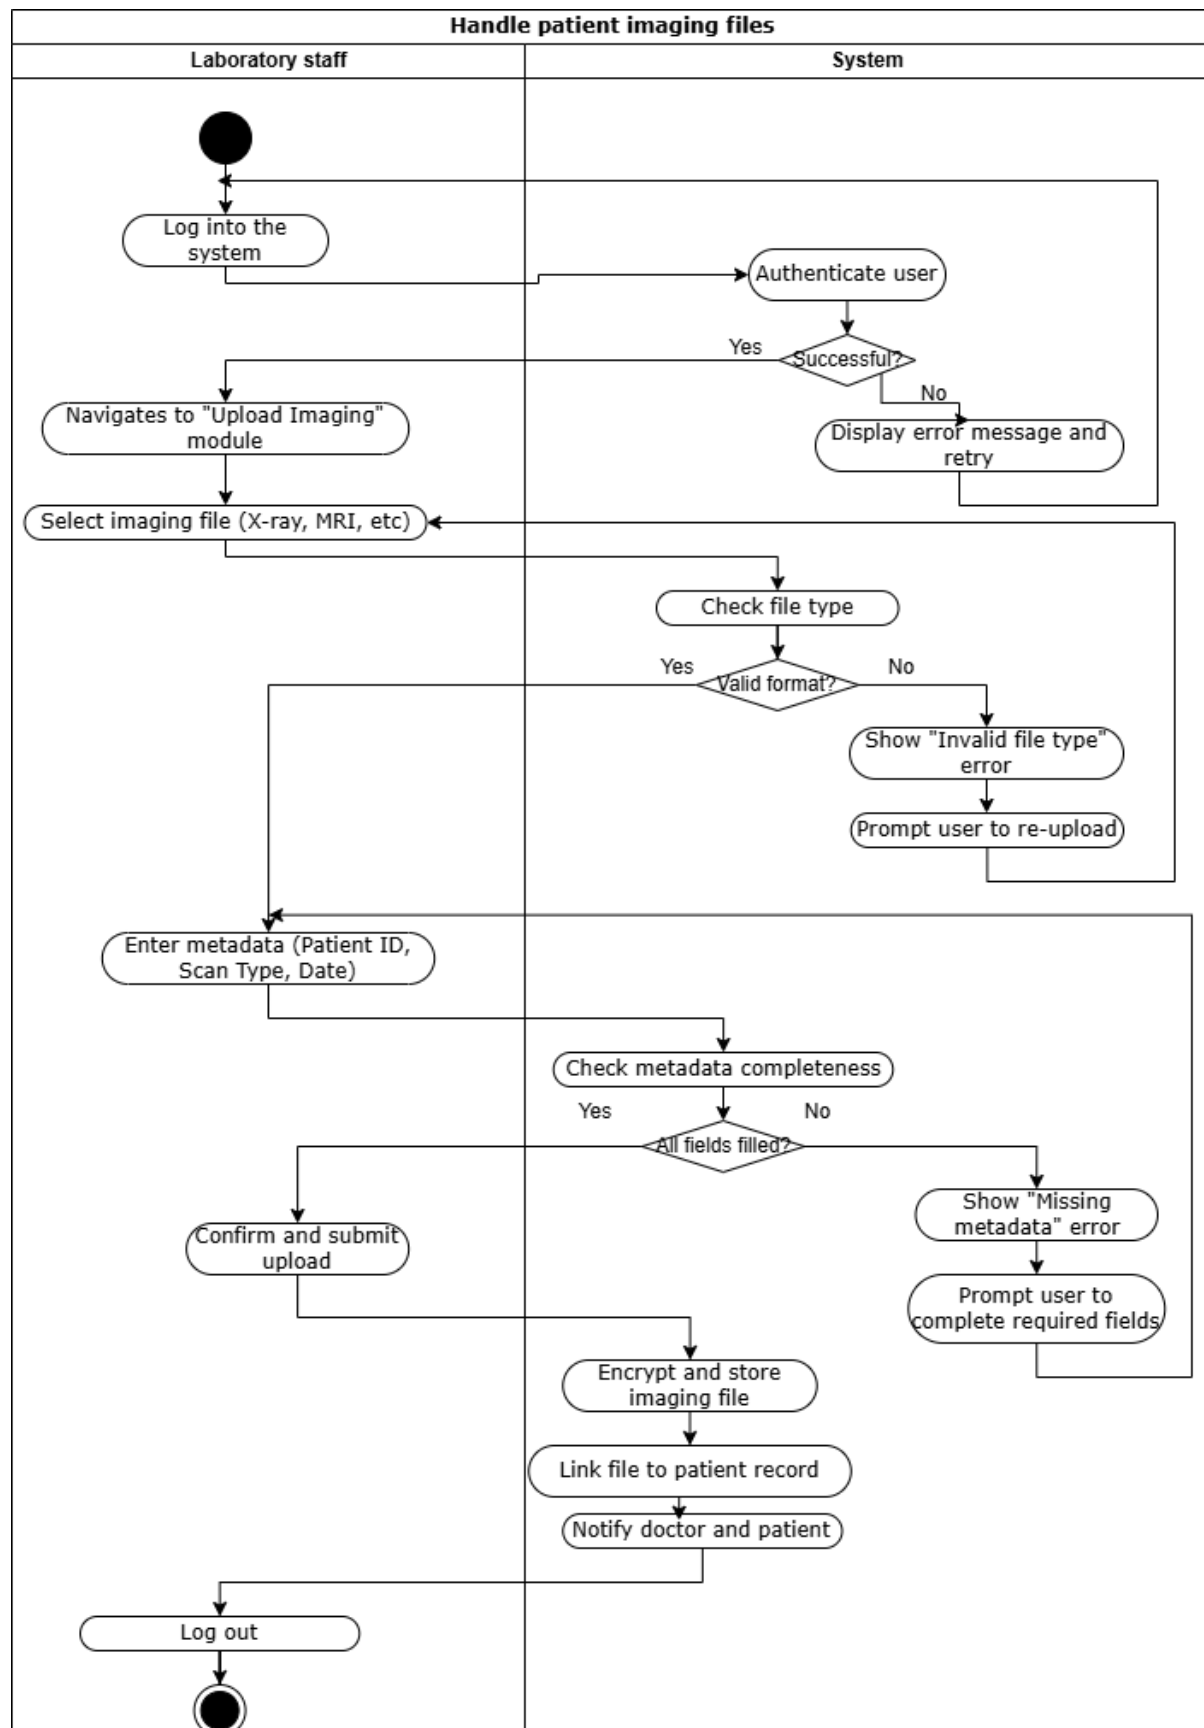 Handle patient imaging files
Laboratory staff
System
Log into the
system
Authenticate user
Yes
Successful?
No
Navigates to "Upload Imaging"
module
Display error message and
retry
Select imaging file (X-ray, MRI, etc)
Check file type
Yes
No
Valid format?
Show "Invalid file type"
error
Prompt user to re-upload
Enter metadata (Patient ID,
Scan Type, Date)
Check metadata completeness
Yes
No
All fields filled?
Show "Missing
metadata" error
Confirm and submit
upload
Prompt user to
complete required fields
Encrypt and store
imaging file
Link file to patient record
Notify doctor and patient
Log out